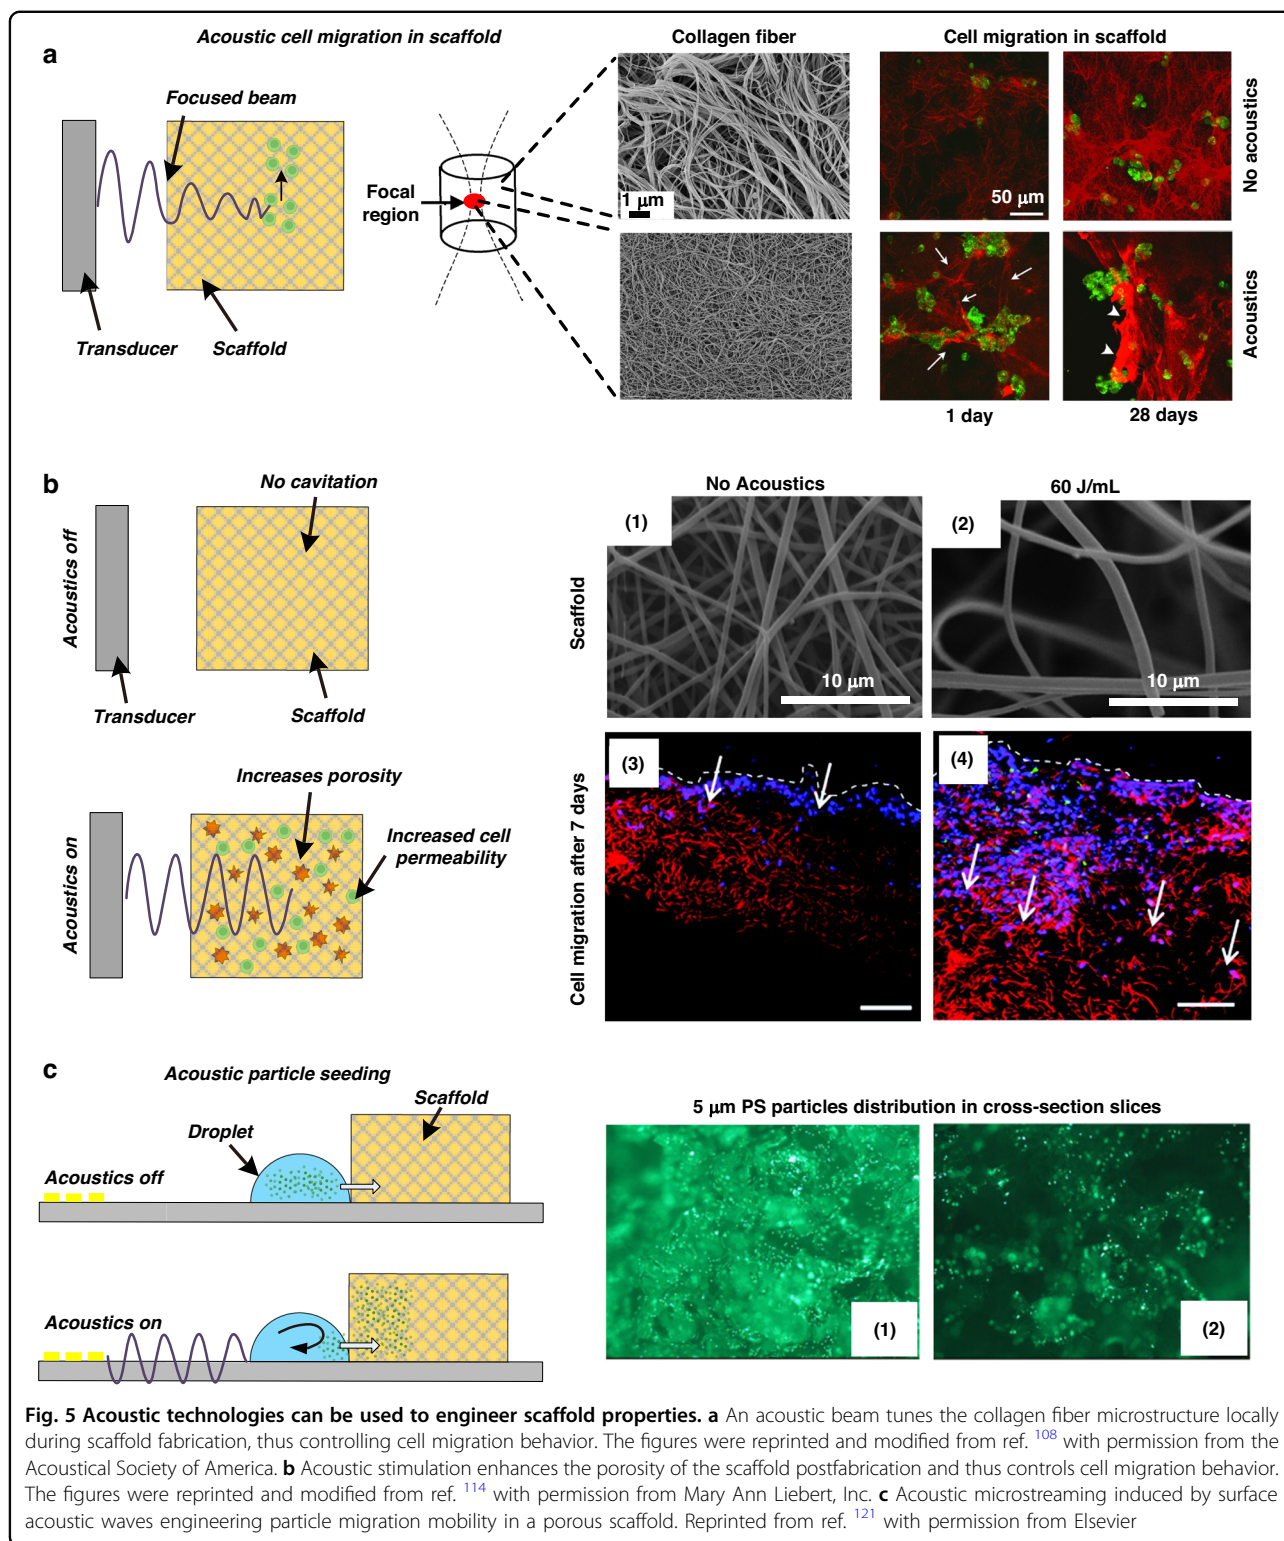 a
Acoustic cell migration in scaffold
Focused beam
Transducer
Scaffold
Focal
region
Collagen fiber
1 μm
Cell migration in scaffold
50 μm
No acoustics
Acoustics
1 day
28 days
b
Acoustics off
No cavitation
Transducer
Scaffold
Acoustics on
Increases porosity
Increased cell
permeability
No Acoustics
60 J/mL
Scaffold
(1)
10 μm
(2)
10 μm
Cell migration after 7 days
(3)
(4)
c
Acoustic particle seeding
Scaffold
Droplet
Acoustics off
Acoustics on
5 μm PS particles distribution in cross-section slices
(1)
(2)
Fig. 5 Acoustic technologies can be used to engineer scaffold properties. a An acoustic beam tunes the collagen fiber microstructure locally
during scaffold fabrication, thus controlling cell migration behavior. The figures were reprinted and modified from ref. 108 with permission from the
Acoustical Society of America. b Acoustic stimulation enhances the porosity of the scaffold postfabrication and thus controls cell migration behavior.
The figures were reprinted and modified from ref. 114 with permission from Mary Ann Liebert, Inc. c Acoustic microstreaming induced by surface
acoustic waves engineering particle migration mobility in a porous scaffold. Reprinted from ref. 121 with permission from Elsevier